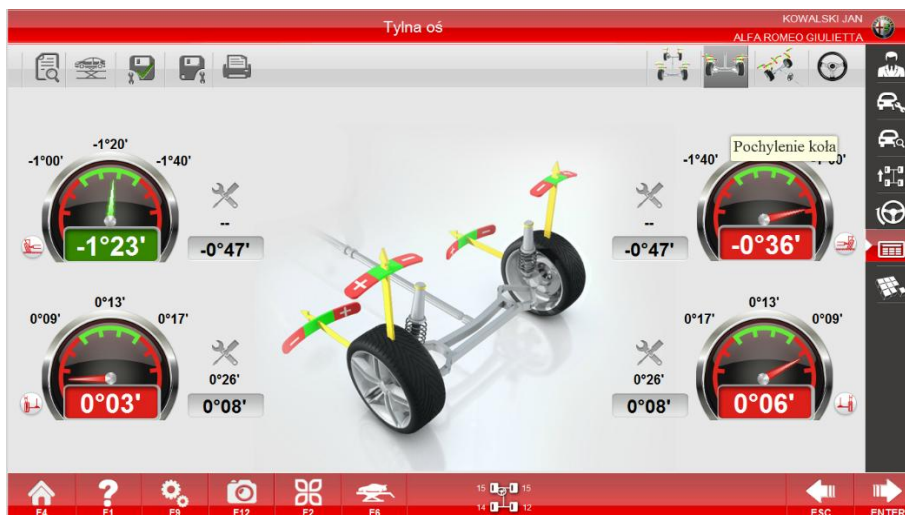 Tylna oś
KOWALSKI JAN
ALFA ROMEO GIULIETTA
-1°20'
-1°00'
-1°40'
-1°23'
--
-0°47'
Pochylenie koła
-1°40'
--
-0°47'
-0°36'
0°13'
0°09'
0°17'
0°03'
0°26'
0°08'
0°13'
0°17'
0°09'
0°26'
0°08'
0°06'
+
-
15 15
14 12
?
F4
F1
F9
F12
F2
F6
ESC
ENTER